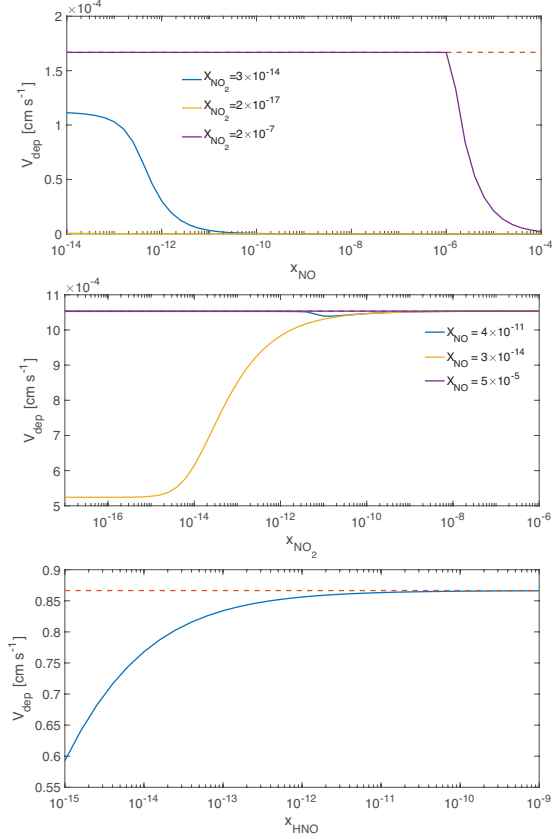 ×10⁻⁴
2
1.5
1
0.5
0
V_dep [cm s⁻¹]
X_NO₂=3×10⁻¹⁴
X_NO₂=2×10⁻¹⁷
X_NO₂=2×10⁻⁷
10⁻¹⁴ 10⁻¹² 10⁻¹⁰ 10⁻⁸ 10⁻⁶ 10⁻⁴
x_NO
×10⁻⁴
11
10
9
8
7
6
5
V_dep [cm s⁻¹]
X_NO = 4×10⁻¹¹
X_NO = 3×10⁻¹⁴
X_NO = 5×10⁻⁵
10⁻¹⁶ 10⁻¹⁴ 10⁻¹² 10⁻¹⁰ 10⁻⁸ 10⁻⁶
x_NO₂
0.9
0.85
0.8
0.75
0.7
0.65
0.6
0.55
V_dep [cm s⁻¹]
10⁻¹⁵ 10⁻¹⁴ 10⁻¹³ 10⁻¹² 10⁻¹¹ 10⁻¹⁰ 10⁻⁹
x_HNO